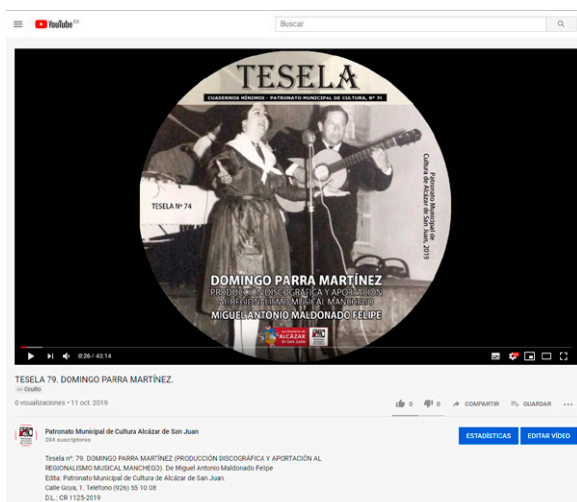 YouTube ES
Buscar
TESELA
CUADERNOS MÍNIMOS - PATRONATO MUNICIPAL DE CULTURA, Nº 74
TESELA Nº 74
Patronato Municipal de
Cultura de Alcázar de San Juan, 2019
DOMINGO PARRA MARTÍNEZ
PRODUCCIÓN DISCOGRÁFICA Y APORTACIÓN
AL REGIONALISMO MUSICAL MANCHEGO
MIGUEL ANTONIO MALDONADO FELIPE
ALCÁZAR
DE SAN JUAN
0:26 / 43:14
TESELA 79. DOMINGO PARRA MARTÍNEZ.
Oculto
0 visualizaciones • 11 oct. 2019
0
0
COMPARTIR
GUARDAR
Patronato Municipal de Cultura Alcázar de San Juan
204 suscriptores
ESTADÍSTICAS
EDITAR VÍDEO
Tesela nº: 79. DOMINGO PARRA MARTÍNEZ (PRODUCCIÓN DISCOGRÁFICA Y APORTACIÓN AL
REGIONALISMO MUSICAL MANCHEGO). De Miguel Antonio Maldonado Felipe
Edita: Patronato Municipal de Cultura de Alcázar de San Juan.
Calle Goya, 1. Teléfono (926) 55 10 08
D.L.: CR 1125-2019